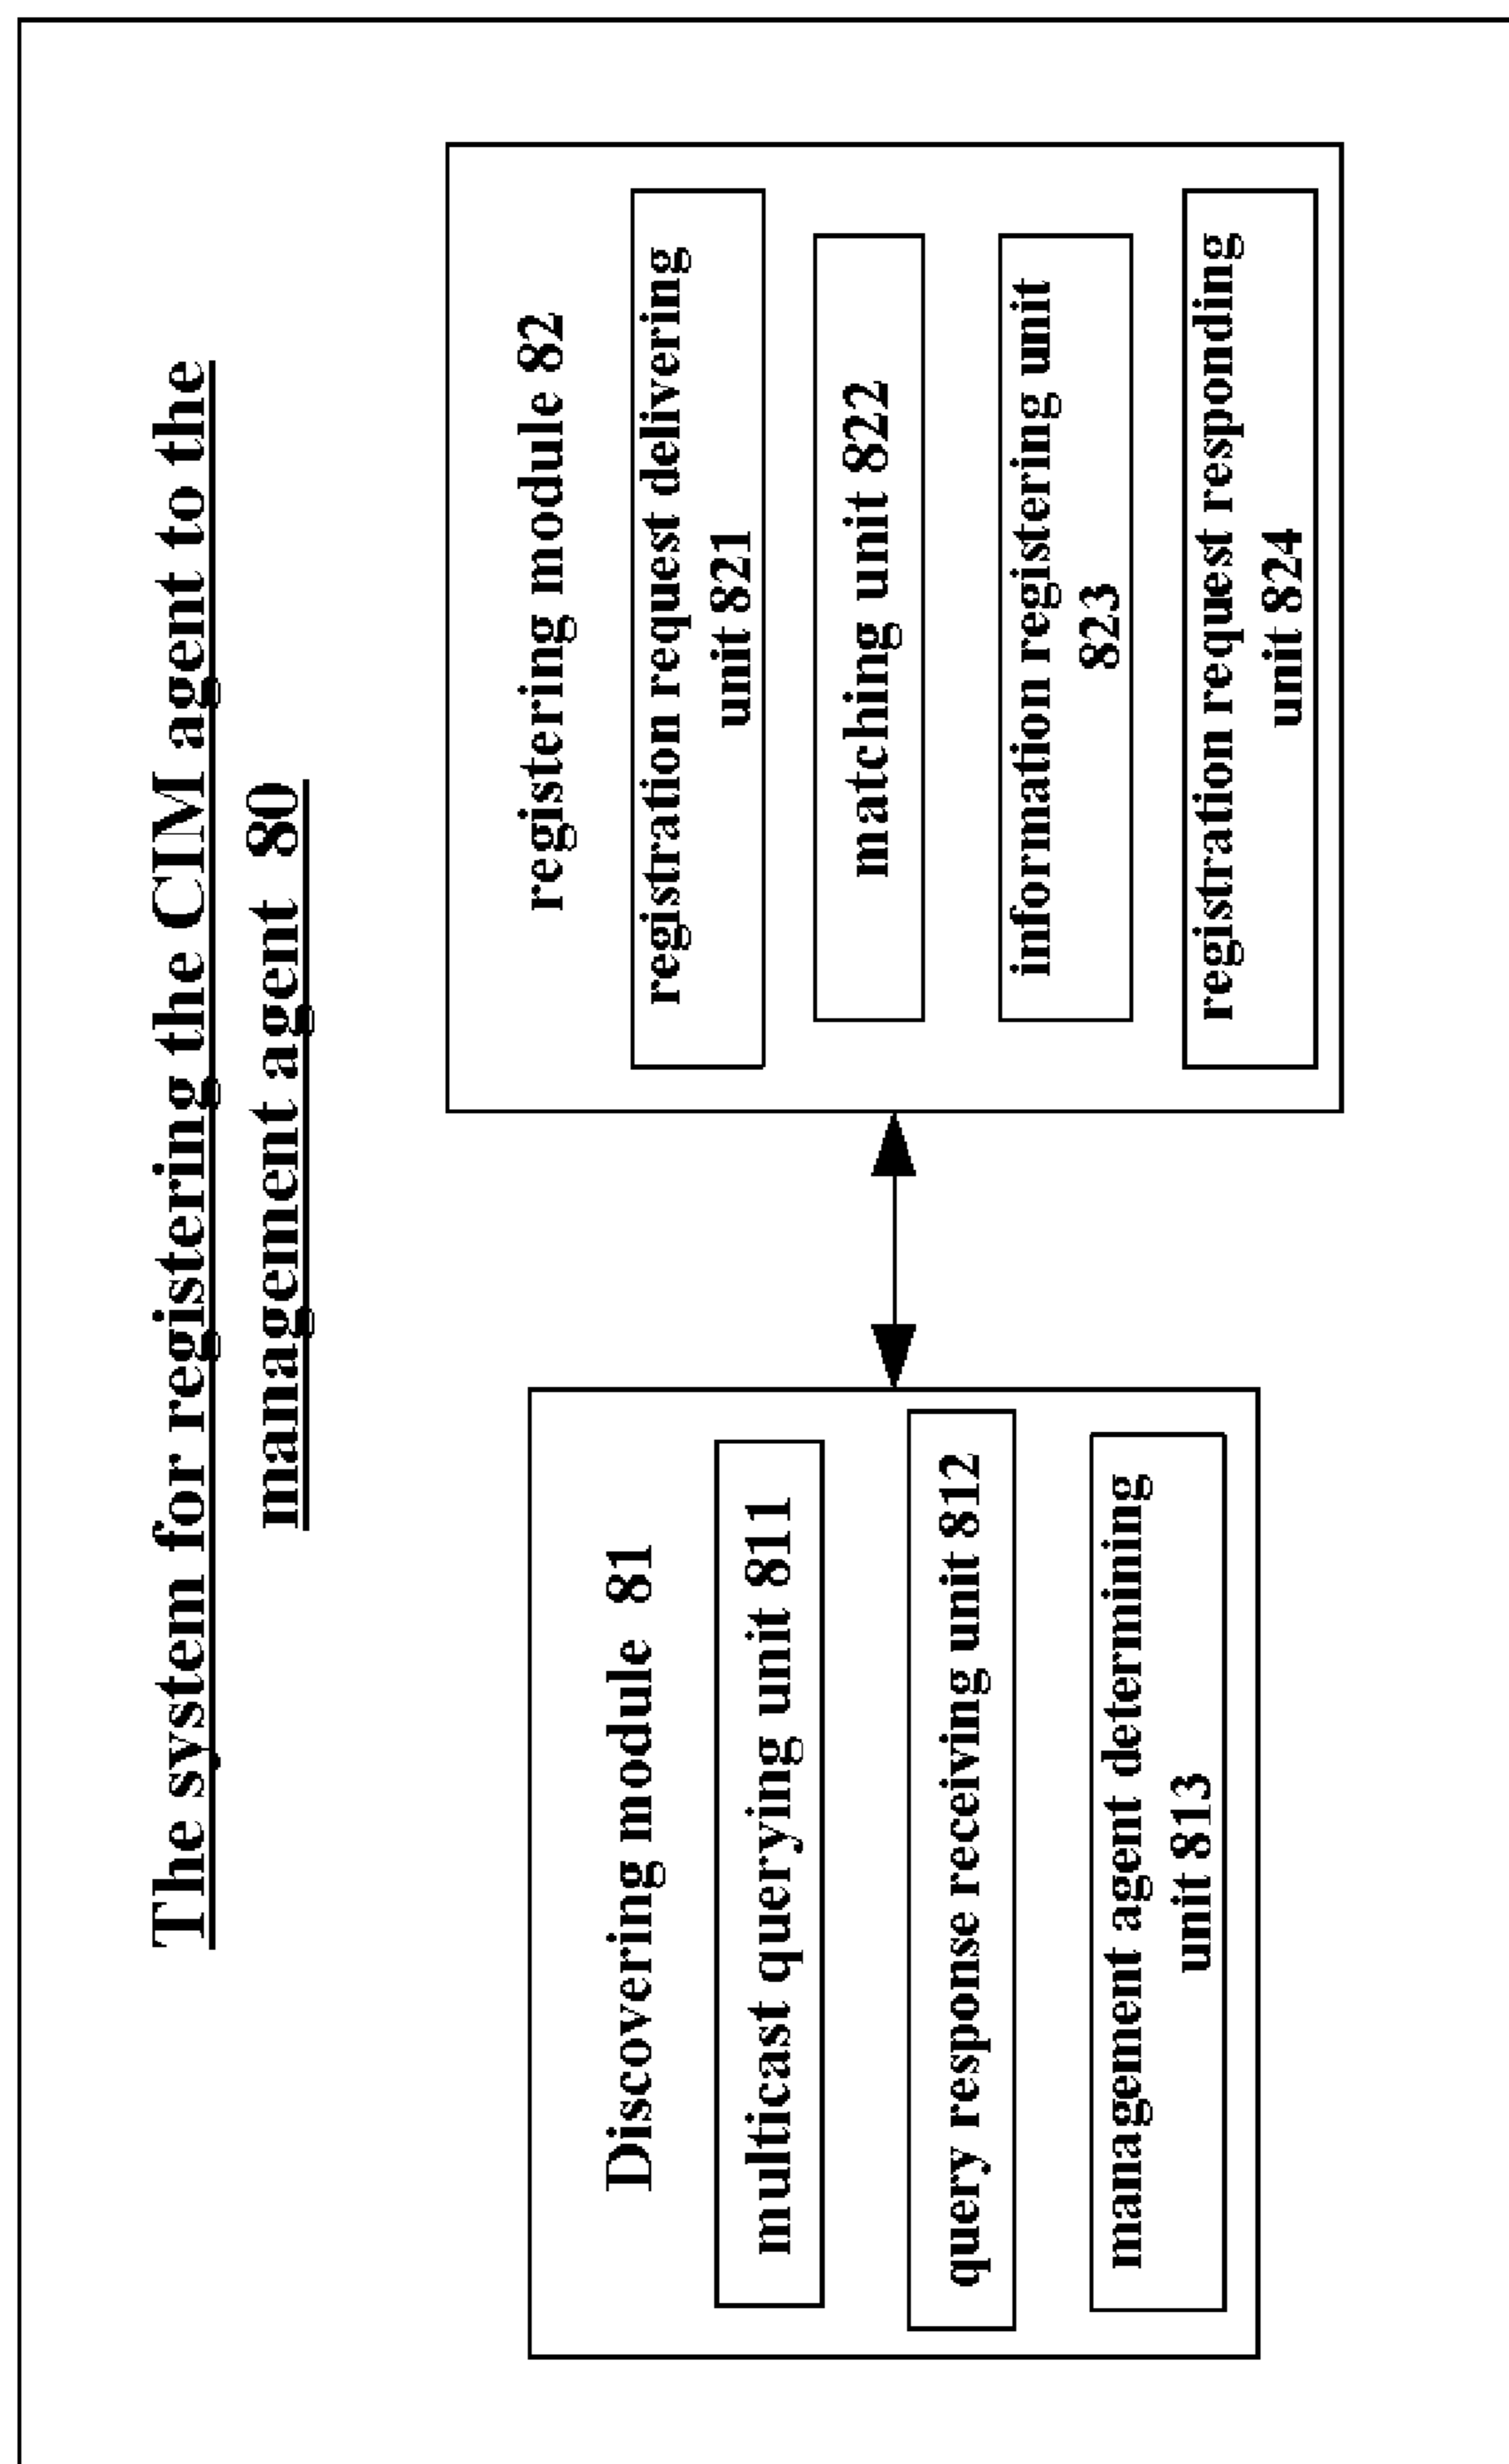 The system for registering the CIM agent to the
management agent 80
Discovering module 81
multicast querying unit 811
query response receiving unit 812
management agent determining
unit 813
registering module 82
registration request delivering
unit 821
matching unit 822
information registering unit
823
registration request responding
unit 824